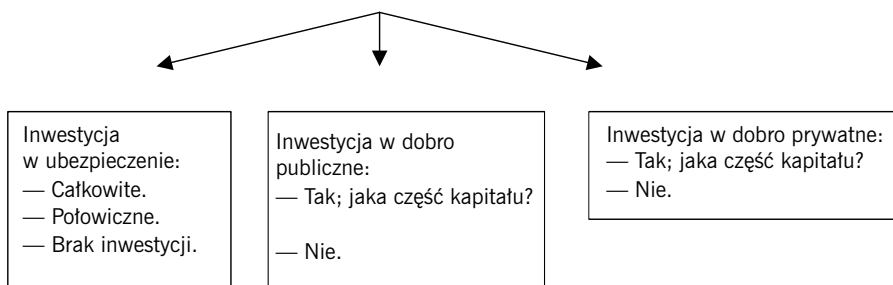 Inwestycja
w ubezpieczenie:
— Całkowite.
— Połowiczne.
— Brak inwestycji.
Inwestycja w dobro
publiczne:
— Tak; jaka część kapitału?
— Nie.
Inwestycja w dobro prywatne:
— Tak; jaka część kapitału?
— Nie.